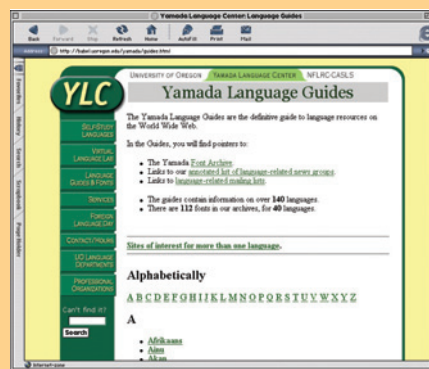 Yamada Language Center: Language Guides
Back
Forward
Stop
Refresh
Home
AutoFill
Print
Mail
Address
http://babel.uoregon.edu/yamada/guides.html
Favorites
History
Search
Scrapbook
Page Holder
UNIVERSITY OF OREGON
YAMADA LANGUAGE CENTER
NFLRC-CASLS
YLC
Yamada Language Guides
SELF-STUDY
LANGUAGES
VIRTUAL
LANGUAGE LAB
LANGUAGE
GUIDES & FONTS
SERVICES
FOREIGN
LANGUAGE DAY
CONTACT/HOURS
UO LANGUAGE
DEPARTMENTS
PROFESSIONAL
ORGANIZATIONS
Can't find it?
Search
The Yamada Language Guides are the definitive guide to language resources on
the World Wide Web.
In the Guides, you will find pointers to:
• The Yamada Font Archive.
• Links to our annotated list of language-related news groups.
• Links to language-related mailing lists.
• The guides contain information on over 140 languages.
• There are 112 fonts in our archives, for 40 languages.
Sites of interest for more than one language.
Alphabetically
A B C D E F G H I J K L M N O P Q R S T U V W X Y Z
A
• Afrikaans
• Ainu
• Akan
Internet zone